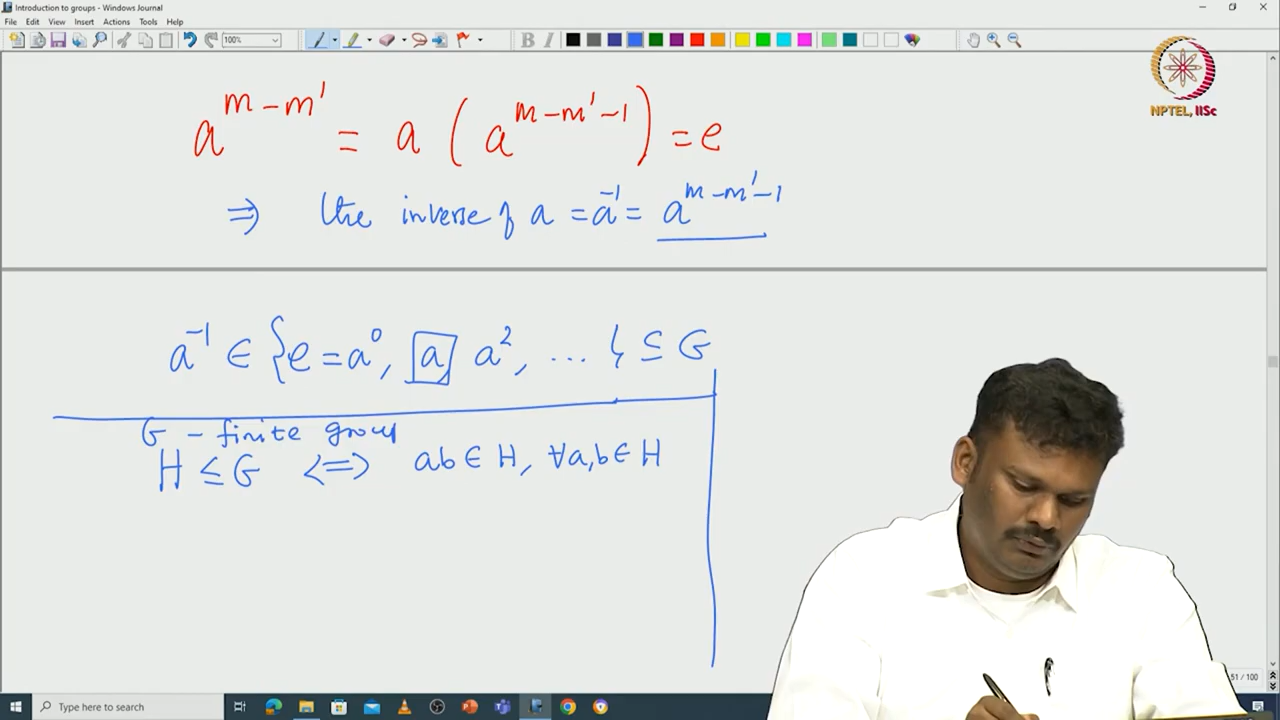 Introduction to groups - Windows Journal
File Edit View Insert Actions Tools Help
100%
NPTEL, IISc
a^{m-m'} = a ( a^{m-m'-1} ) = e
⇒ the inverse of a = a^{-1} = a^{m-m'-1}
a^{-1} ∈ { e = a^0, a a^2, ... } ⊆ G
G - finite group
H ≤ G <=> ab ∈ H, ∀a,b ∈ H
51 / 100
Type here to search